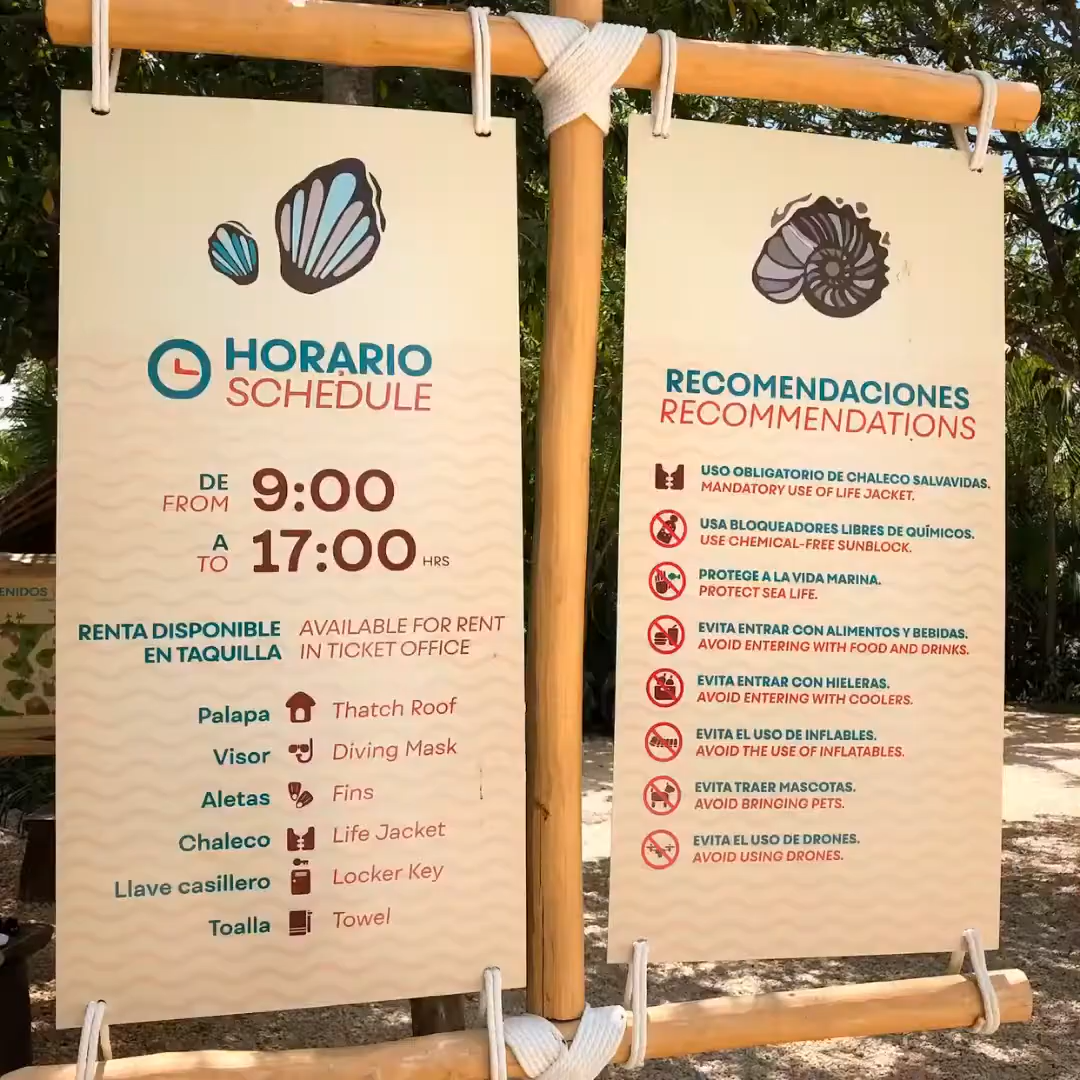 HORARIO
SCHEDULE
DE
FROM
9:00
A
TO
17:00 HRS
RENTA DISPONIBLE
EN TAQUILLA
AVAILABLE FOR RENT
IN TICKET OFFICE
Palapa Thatch Roof
Visor Diving Mask
Aletas Fins
Chaleco Life Jacket
Llave casillero Locker Key
Toalla Towel
RECOMENDACIONES
RECOMMENDATIONS
USO OBLIGATORIO DE CHALECO SALVAVIDAS.
MANDATORY USE OF LIFE JACKET.
USA BLOQUEADORES LIBRES DE QUÍMICOS.
USE CHEMICAL-FREE SUNBLOCK.
PROTEGE A LA VIDA MARINA.
PROTECT SEA LIFE.
EVITA ENTRAR CON ALIMENTOS Y BEBIDAS.
AVOID ENTERING WITH FOOD AND DRINKS.
EVITA ENTRAR CON HIELERAS.
AVOID ENTERING WITH COOLERS.
EVITA EL USO DE INFLABLES.
AVOID THE USE OF INFLATABLES.
EVITA TRAER MASCOTAS.
AVOID BRINGING PETS.
EVITA EL USO DE DRONES.
AVOID USING DRONES.